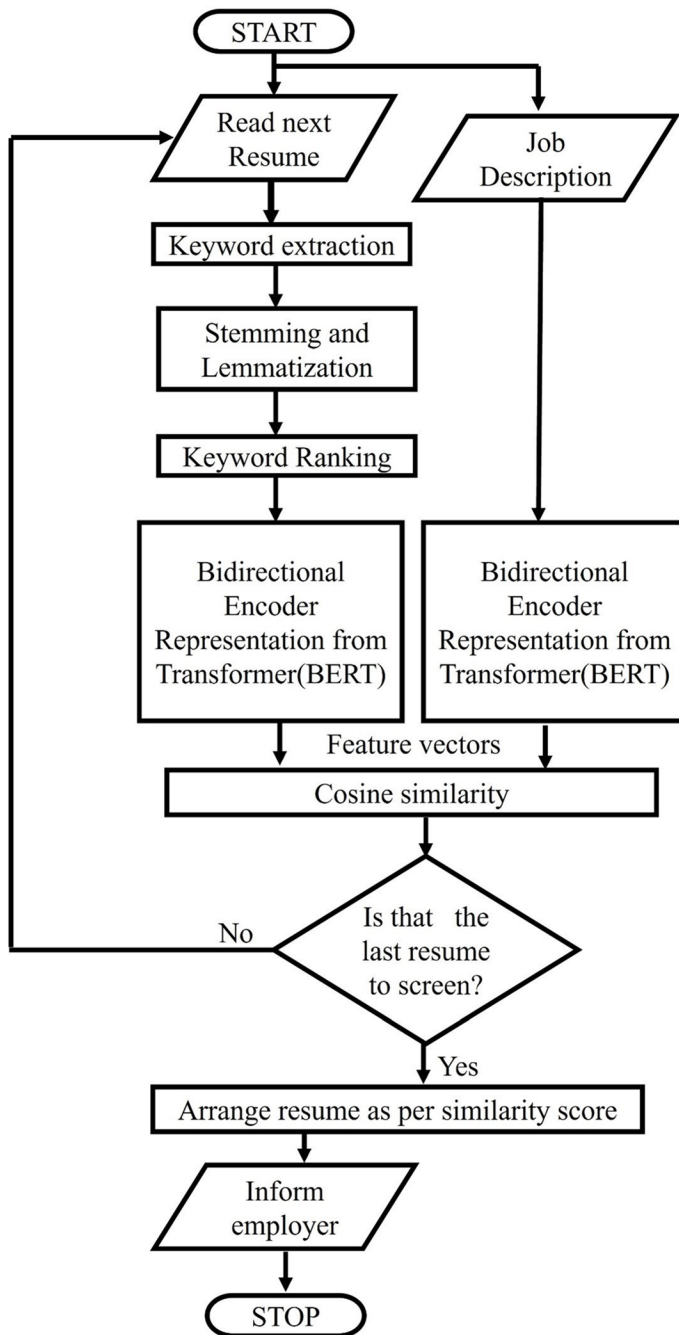 START
Read next
Resume
Job
Description
Keyword extraction
Stemming and
Lemmatization
Keyword Ranking
Bidirectional
Encoder
Representation from
Transformer(BERT)
Bidirectional
Encoder
Representation from
Transformer(BERT)
Feature vectors
Cosine similarity
Is that the
last resume
to screen?
No
Yes
Arrange resume as per similarity score
Inform
employer
STOP